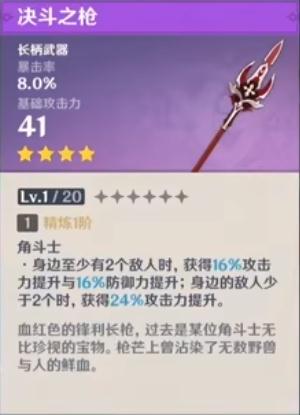 决斗之枪
长柄武器
暴击率
8.0%
基础攻击力
41
Lv.1 / 20
1 精炼1阶
角斗士
·身边至少有2个敌人时, 获得16%攻击
力提升与16%防御力提升; 身边的敌人少
于2个时, 获得24%攻击力提升。
血红色的锋利长枪, 过去是某位角斗士无
比珍视的宝物。枪芒上曾沾染了无数野兽
与人的鲜血。